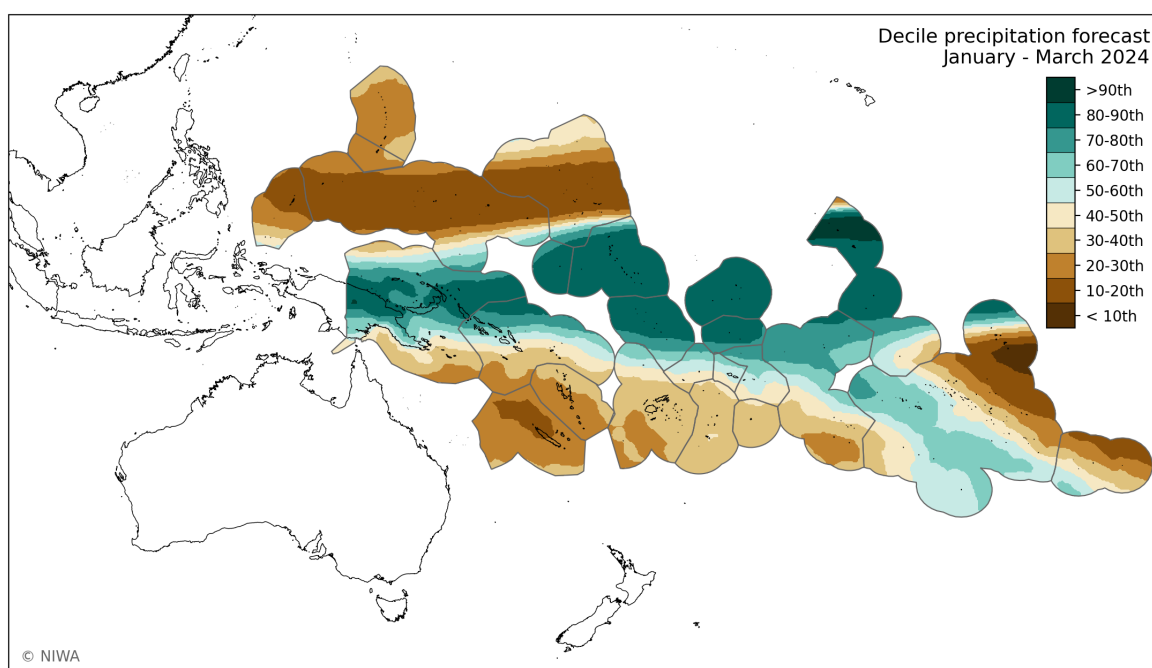 Decile precipitation forecast
January - March 2024
>90th
80-90th
70-80th
60-70th
50-60th
40-50th
30-40th
20-30th
10-20th
< 10th
© NIWA